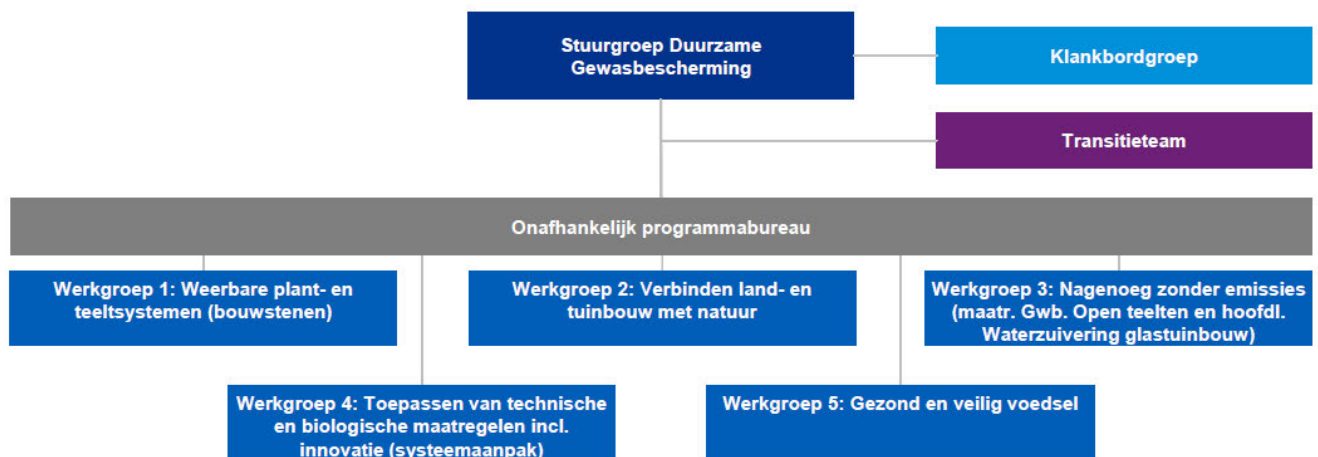 Stuurgroep Duurzame
Gewasbescherming
Klankbordgroep
Transitieteam
Onafhankelijk programmabureau
Werkgroep 1: Weerbare plant- en
teeltsystemen (bouwstenen)
Werkgroep 2: Verbinden land- en
tuinbouw met natuur
Werkgroep 3: Nagenoeg zonder emissies
(maatr. Gwb. Open teelten en hoofdl.
Waterzuivering glastuinbouw)
Werkgroep 4: Toepassen van technische
en biologische maatregelen incl.
innovatie (systeemaanpak)
Werkgroep 5: Gezond en veilig voedsel